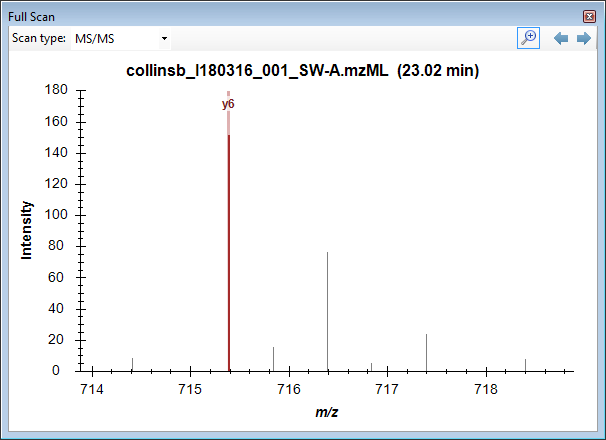 Full Scan
Scan type: MS/MS
collinsb_I180316_001_SW-A.mzML (23.02 min)
180
160
140
120
100
80
60
40
20
0
y6
Intensity
714 715 716 717 718
m/z